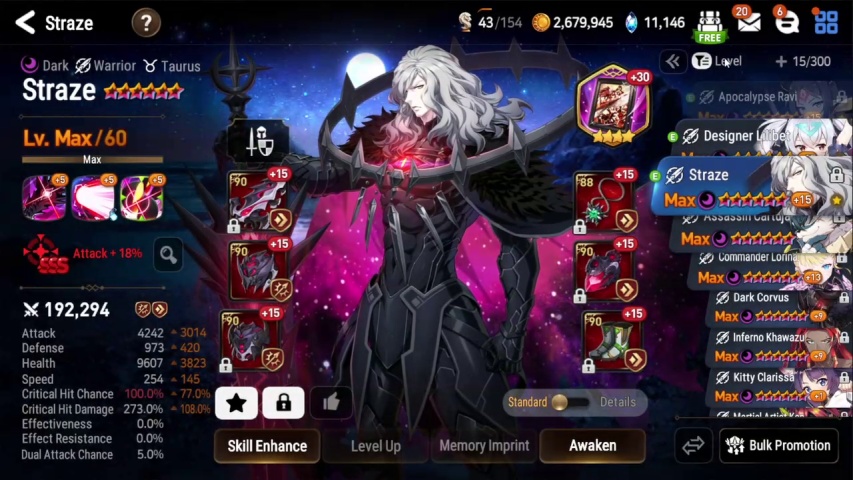 Straze
?
43/154
2,679,945
11,146
FREE
20
6
Dark Warrior Taurus
Straze
Lv. Max/60
Max
+5 +5 +5
SSS Attack + 18%
192,294
Attack 4242 3014
Defense 973 420
Health 9607 3823
Speed 254 145
Critical Hit Chance 100.0% 77.0%
Critical Hit Damage 273.0% 108.0%
Effectiveness 0.0%
Effect Resistance 0.0%
Dual Attack Chance 5.0%
+30
90 +15
90 +15
90 +15
88 +15
90 +15
90 +15
Standard Details
Skill Enhance
Level Up
Memory Imprint
Awaken
Level
+ 15/300
Apocalypse Ravi
Designer Lilibet
E Straze
Max +15
Assassin Cartuja
Max
Commander Lorina
Max +13
Dark Corvus
Max +9
Inferno Khawazu
Max +9
Kitty Clarissa
Max
Bulk Promotion